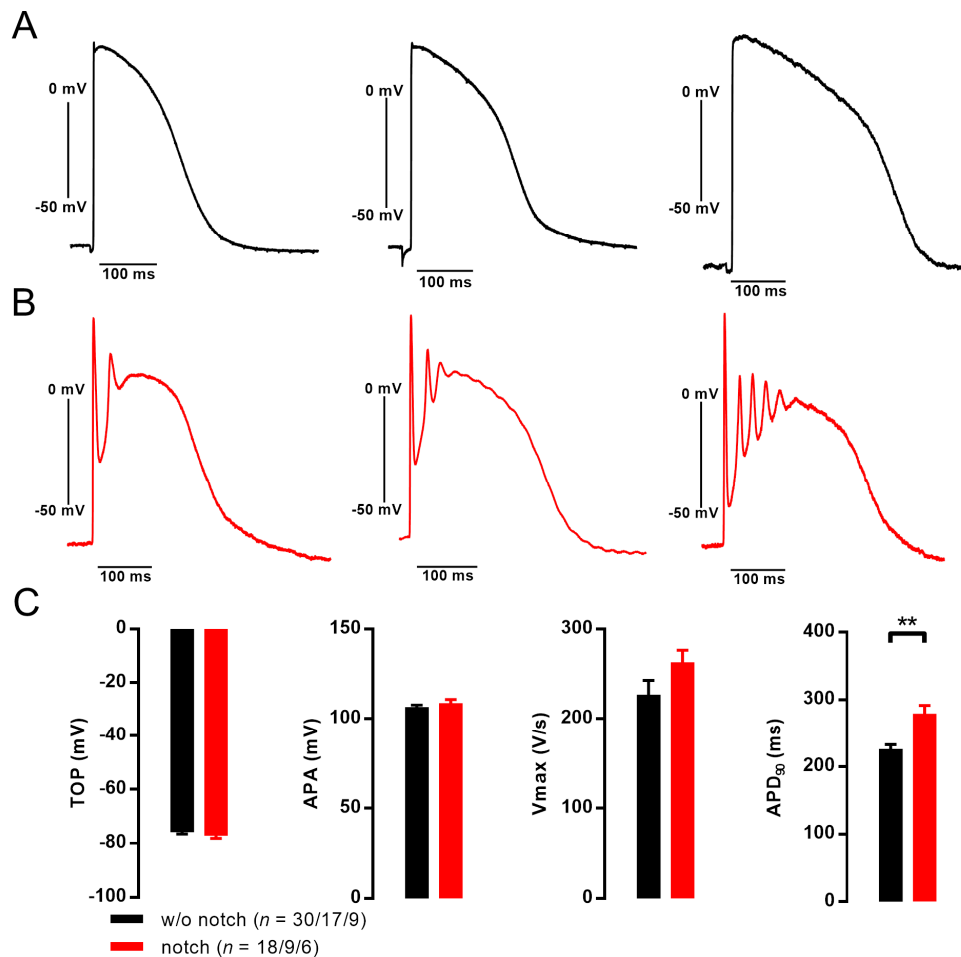 A
0 mV
-50 mV
100 ms
0 mV
-50 mV
100 ms
0 mV
-50 mV
100 ms
B
0 mV
-50 mV
100 ms
0 mV
-50 mV
100 ms
0 mV
-50 mV
100 ms
C
TOP (mV)
0
-20
-40
-60
-80
-100
APA (mV)
150
100
50
0
Vmax (V/s)
300
200
100
0
APD90 (ms)
400
300
200
100
0
**
w/o notch (n = 30/17/9)
notch (n = 18/9/6)